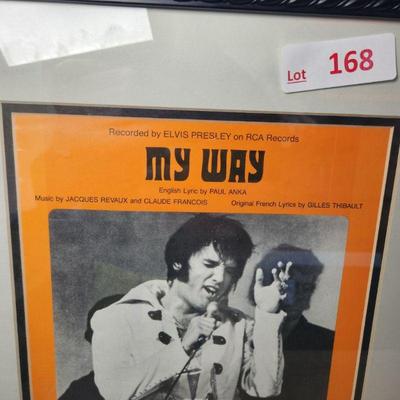 Lot 168
Recorded by ELVIS PRESLEY on RCA Records
MY WAY
English Lyric by PAUL ANKA
Music by JACQUES REVAUX and CLAUDE FRANCOIS Original French Lyrics by GILLES THIBAULT